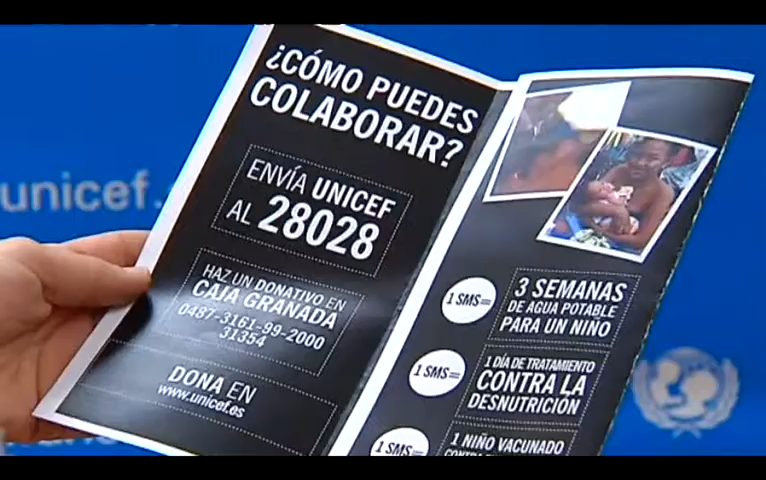 ¿CÓMO PUEDES
COLABORAR?
ENVÍA UNICEF
AL 28028
HAZ UN DONATIVO EN
CAJA GRANADA
0487-3161-99-2000
31354
DONA EN
www.unicef.es
1 SMS=
3 SEMANAS
DE AGUA POTABLE
PARA UN NIÑO
1 SMS=
1 DÍA DE TRATAMIENTO
CONTRA LA
DESNUTRICIÓN
1 SMS=
1 NIÑO VACUNADO
unicef